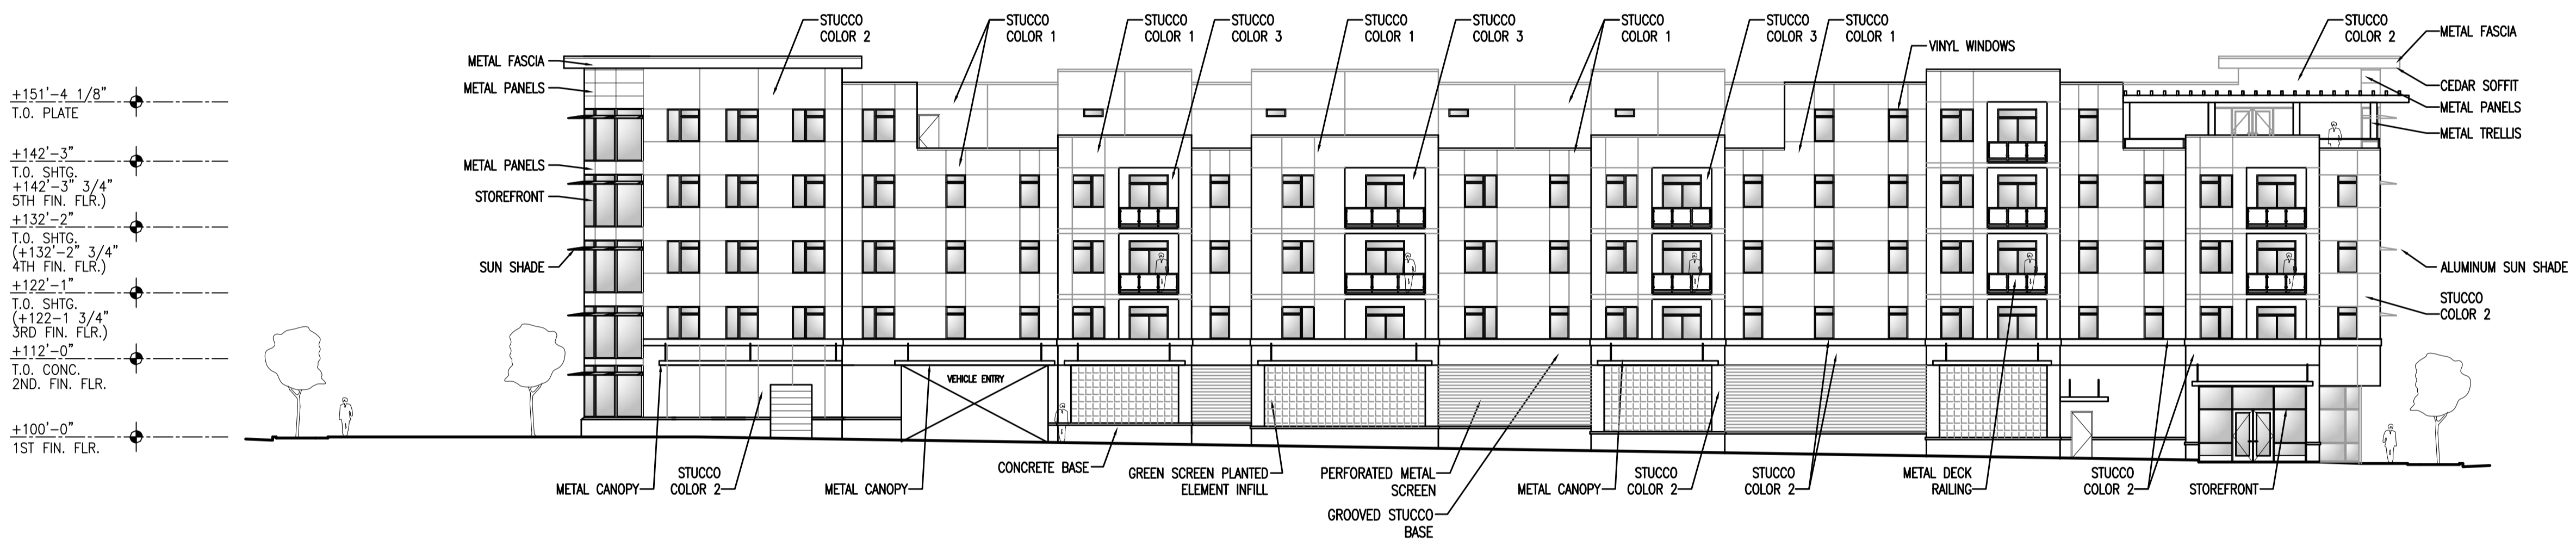 STUCCO
COLOR 2
STUCCO
COLOR 1
STUCCO
COLOR 1
STUCCO
COLOR 3
STUCCO
COLOR 1
STUCCO
COLOR 3
STUCCO
COLOR 1
STUCCO
COLOR 3
STUCCO
COLOR 1
VINYL WINDOWS
STUCCO
COLOR 2
METAL FASCIA
CEDAR SOFFIT
METAL PANELS
METAL TRELLIS
ALUMINUM SUN SHADE
STUCCO
COLOR 2
METAL FASCIA
METAL PANELS
METAL PANELS
STOREFRONT
SUN SHADE
+151'-4 1/8"
T.O. PLATE
+142'-3"
T.O. SHTG.
+142'-3" 3/4"
5TH FIN. FLR.)
+132'-2"
T.O. SHTG.
(+132'-2" 3/4"
4TH FIN. FLR.)
+122'-1"
T.O. SHTG.
(+122-1 3/4"
3RD FIN. FLR.)
+112'-0"
T.O. CONC.
2ND. FIN. FLR.
+100'-0"
1ST FIN. FLR.
VEHICLE ENTRY
METAL CANOPY
STUCCO
COLOR 2
METAL CANOPY
CONCRETE BASE
GREEN SCREEN PLANTED
ELEMENT INFILL
PERFORATED METAL
SCREEN
GROOVED STUCCO
BASE
METAL CANOPY
STUCCO
COLOR 2
STUCCO
COLOR 2
METAL DECK
RAILING
STUCCO
COLOR 2
STOREFRONT